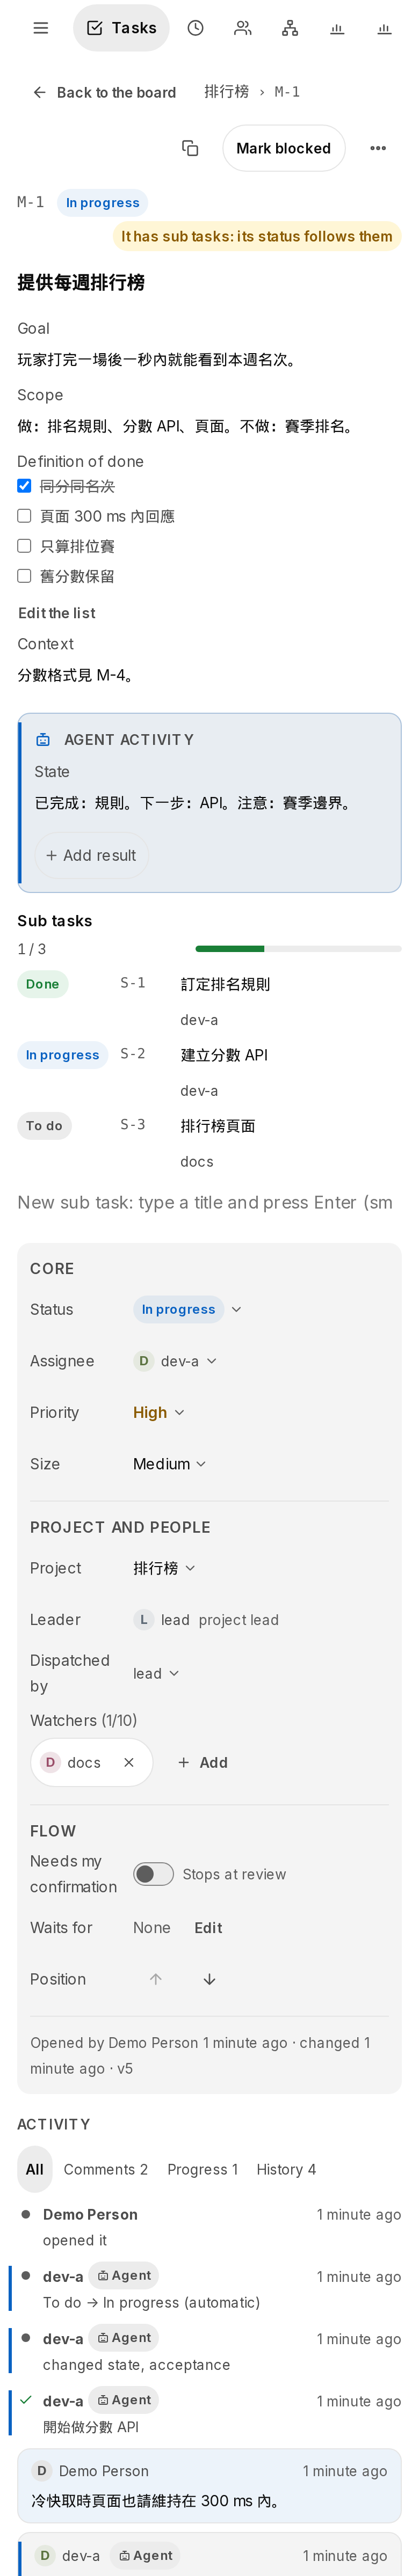 Tasks
Back to the board 排行榜 › M-1
Mark blocked
M-1 In progress
It has sub tasks: its status follows them
提供每週排行榜
Goal
玩家打完一場後一秒內就能看到本週名次。
Scope
做：排名規則、分數 API、頁面。不做：賽季排名。
Definition of done
同分同名次
頁面 300 ms 內回應
只算排位賽
舊分數保留
Edit the list
Context
分數格式見 M-4。
AGENT ACTIVITY
State
已完成：規則。下一步：API。注意：賽季邊界。
+ Add result
Sub tasks
1 / 3
Done S-1 訂定排名規則
dev-a
In progress S-2 建立分數 API
dev-a
To do S-3 排行榜頁面
docs
New sub task: type a title and press Enter (sm
CORE
Status In progress
Assignee D dev-a
Priority High
Size Medium
PROJECT AND PEOPLE
Project 排行榜
Leader L lead project lead
Dispatched
by lead
Watchers (1/10)
D docs × + Add
FLOW
Needs my
confirmation Stops at review
Waits for None Edit
Position ↑ ↓
Opened by Demo Person 1 minute ago · changed 1
minute ago · v5
ACTIVITY
All Comments 2 Progress 1 History 4
Demo Person 1 minute ago
opened it
dev-a Agent 1 minute ago
To do → In progress (automatic)
dev-a Agent 1 minute ago
changed state, acceptance
dev-a Agent 1 minute ago
開始做分數 API
D Demo Person 1 minute ago
冷快取時頁面也請維持在 300 ms 內。
D dev-a Agent 1 minute ago